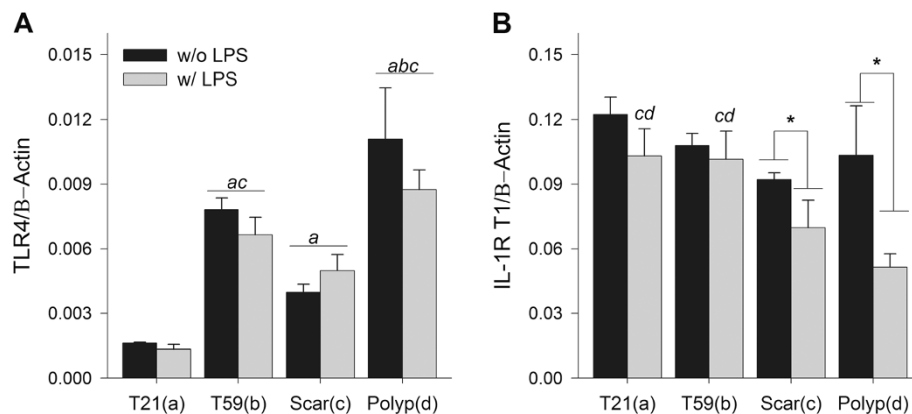 A
TLR4/B–Actin
0.015
0.012
0.009
0.006
0.003
0.000
w/o LPS
w/ LPS
ac
a
abc
T21(a) T59(b) Scar(c) Polyp(d)
B
IL-1R T1/B–Actin
0.15
0.12
0.09
0.06
0.03
0.00
cd
cd
*
*
T21(a) T59(b) Scar(c) Polyp(d)